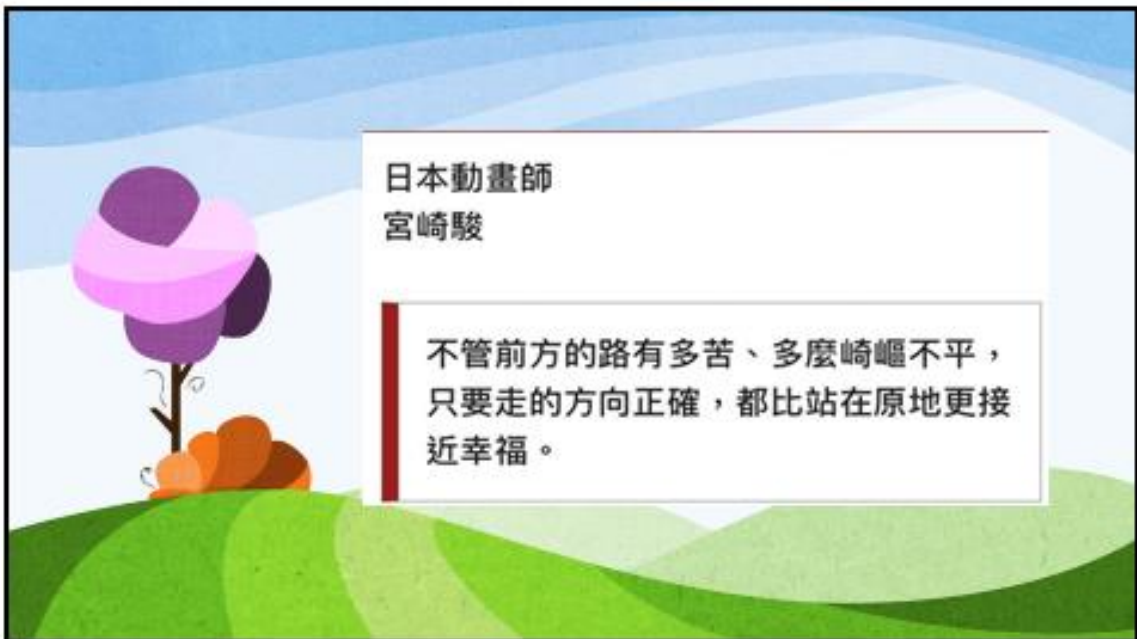 日本動畫師
宮崎駿
不管前方的路有多苦、多麼崎嶇不平，
只要走的方向正確，都比站在原地更接
近幸福。